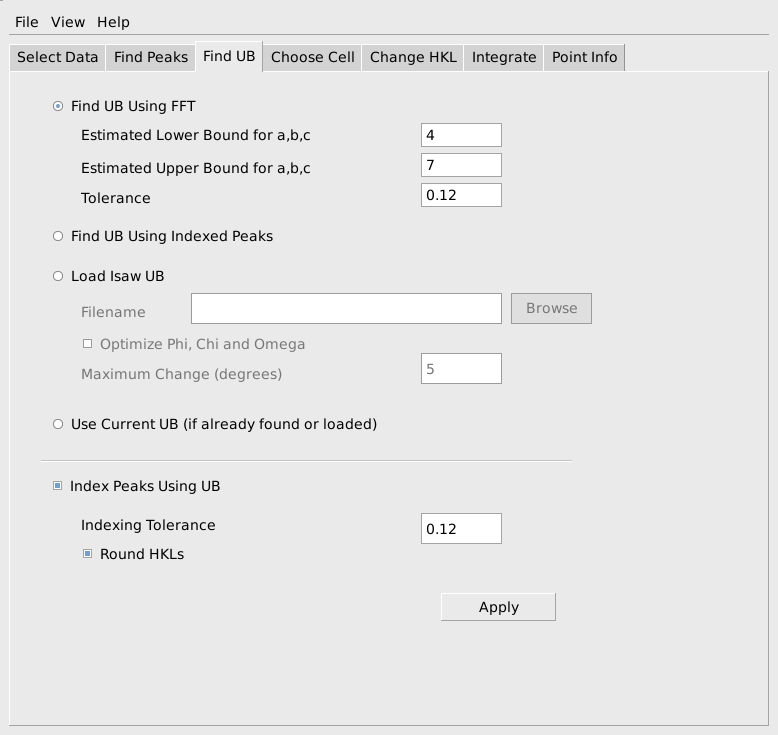 File View Help
Select Data Find Peaks Find UB Choose Cell Change HKL Integrate Point Info
Find UB Using FFT
Estimated Lower Bound for a,b,c 4
Estimated Upper Bound for a,b,c 7
Tolerance 0.12
Find UB Using Indexed Peaks
Load Isaw UB
Filename Browse
Optimize Phi, Chi and Omega
Maximum Change (degrees) 5
Use Current UB (if already found or loaded)
Index Peaks Using UB
Indexing Tolerance 0.12
Round HKLs
Apply